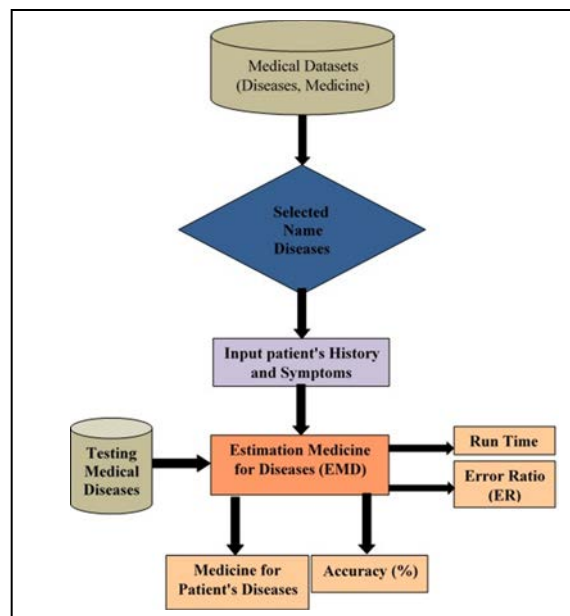 Medical Datasets
(Diseases, Medicine)
Selected
Name
Diseases
Input patient's History
and Symptoms
Testing
Medical
Diseases
Estimation Medicine
for Diseases (EMD)
Run Time
Error Ratio
(ER)
Medicine for
Patient's Diseases
Accuracy (%)